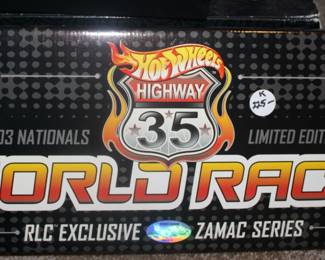 Hot Wheels
HIGHWAY
35
K
225-
03 NATIONALS
LIMITED EDIT
ORLD RAC
RLC EXCLUSIVE
ZAMAC SERIES